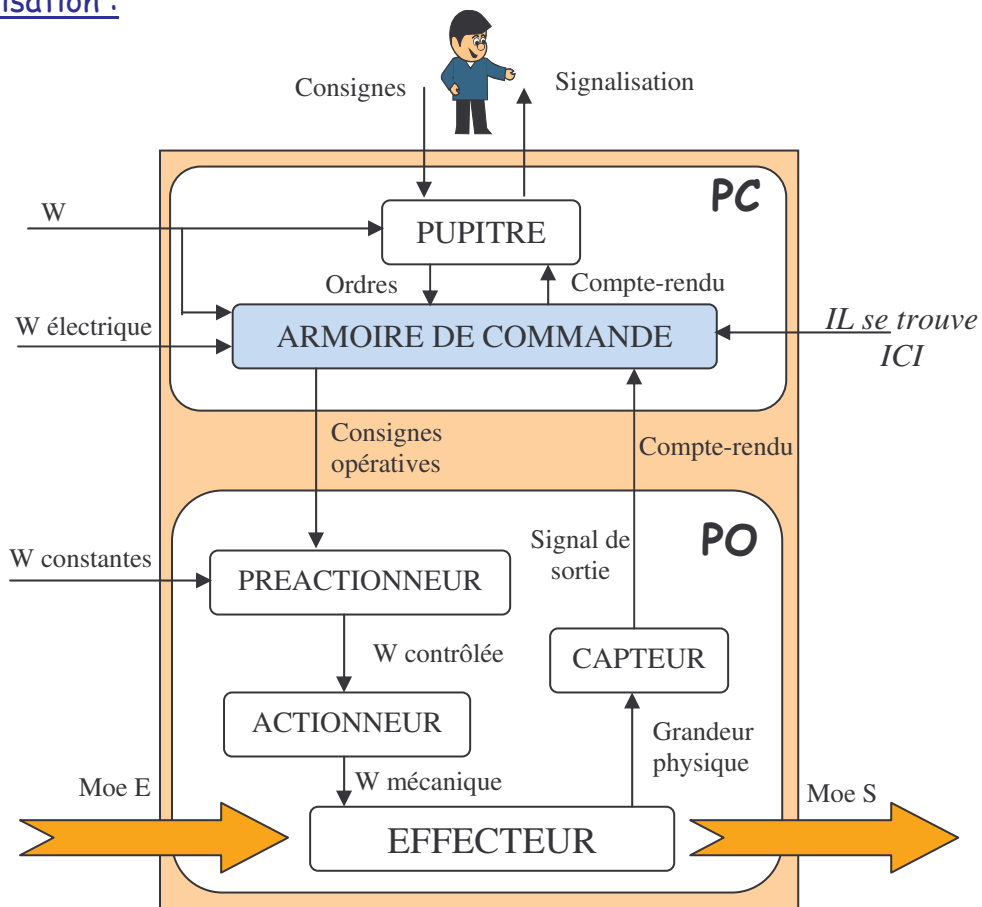 isation :
Consignes
Signalisation
PC
W
PUPITRE
Ordres
Compte-rendu
W électrique
ARMOIRE DE COMMANDE
IL se trouve
ICI
Consignes
opératives
Compte-rendu
PO
Signal de
sortie
W constantes
PREACTIONNEUR
W contrôlée
CAPTEUR
ACTIONNEUR
Grandeur
physique
W mécanique
Moe E
Moe S
EFFECTEUR